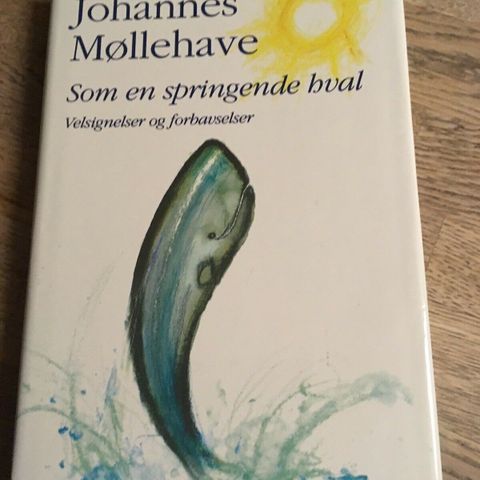 Johannes
Møllehave
Som en springende hval
Velsignelser og forbavselser